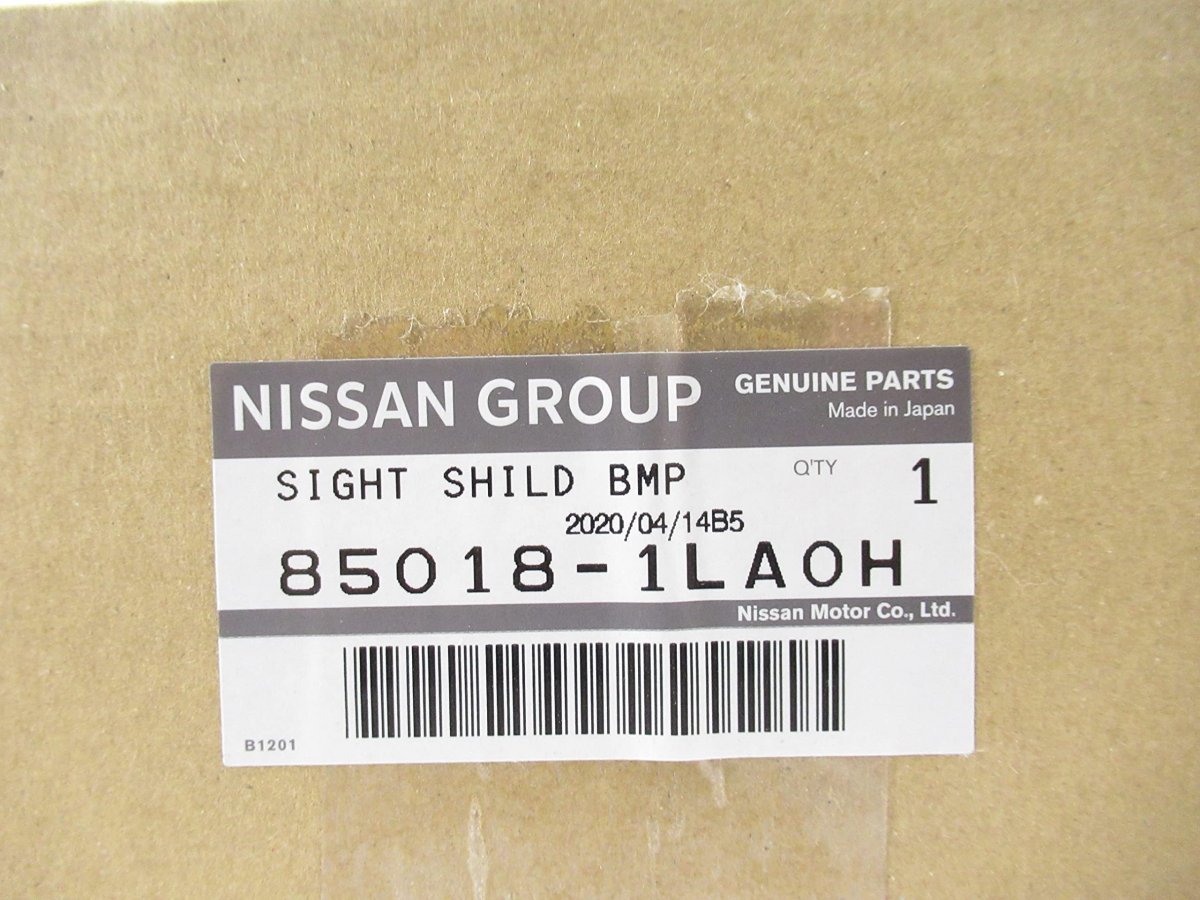 NISSAN GROUP GENUINE PARTS
Made in Japan
SIGHT SHILD BMP Q'TY 1
2020/04/14B5
85018-1LA0H
Nissan Motor Co., Ltd.
B1201